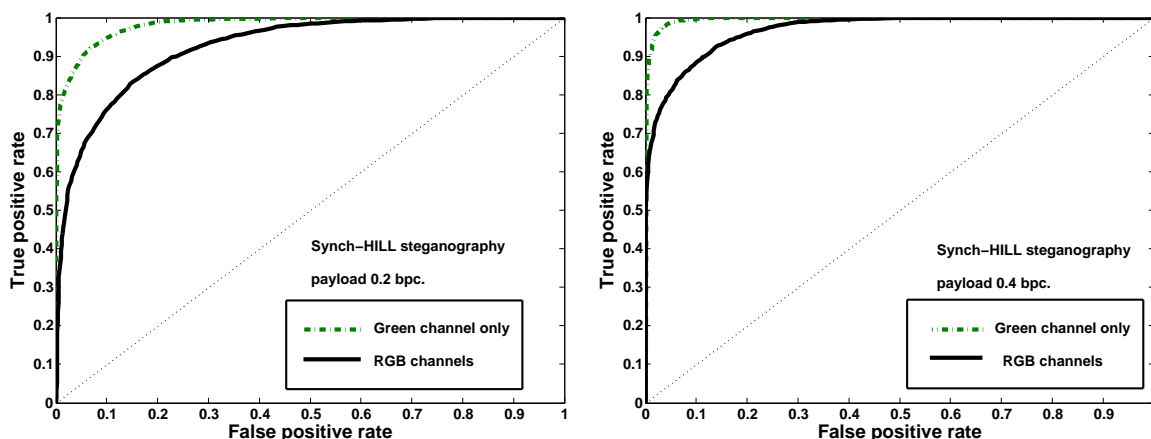 1
0.9
0.8
0.7
0.6
0.5
0.4
0.3
0.2
0.1
0
True positive rate
Synch−HILL steganography
payload 0.2 bpc.
Green channel only
RGB channels
0 0.1 0.2 0.3 0.4 0.5 0.6 0.7 0.8 0.9 1
False positive rate
1
0.9
0.8
0.7
0.6
0.5
0.4
0.3
0.2
0.1
0
True positive rate
Synch−HILL steganography
payload 0.4 bpc.
Green channel only
RGB channels
0 0.1 0.2 0.3 0.4 0.5 0.6 0.7 0.8 0.9
False positive rate